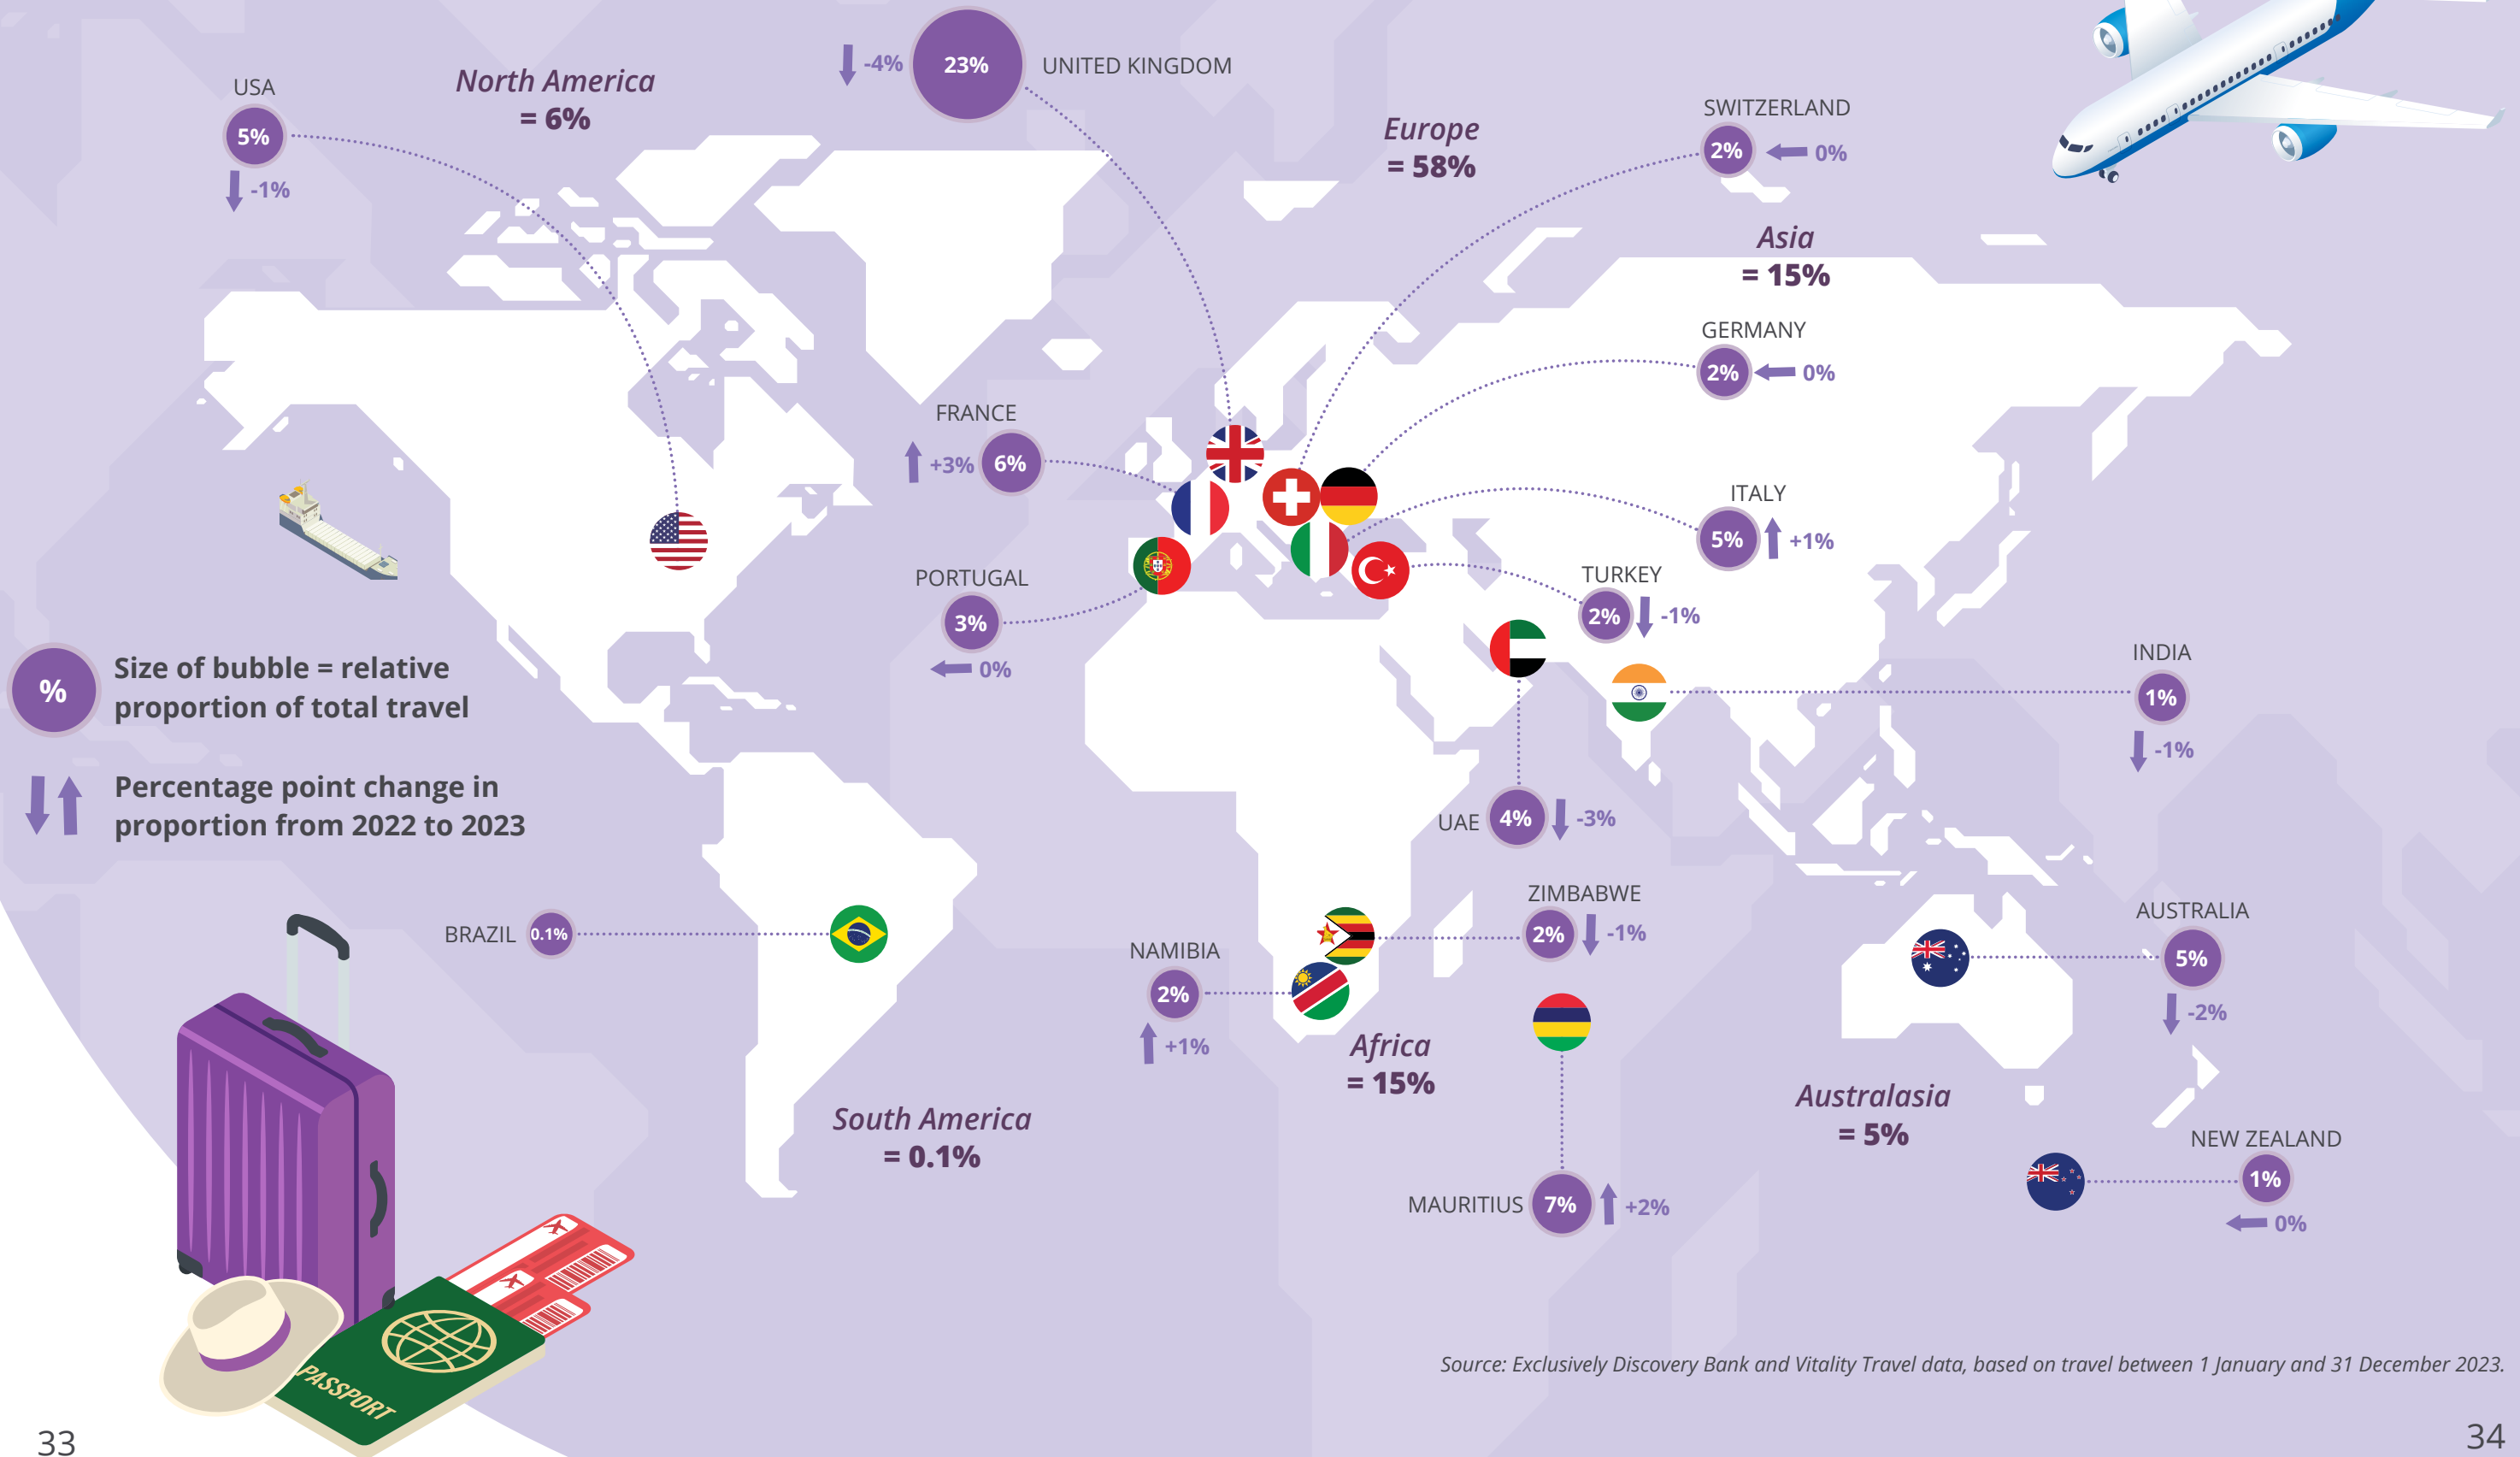 USA
5%
-1%
North America
= 6%
-4%
23%
UNITED KINGDOM
Europe
= 58%
SWITZERLAND
2%
0%
Asia
= 15%
GERMANY
2%
0%
FRANCE
+3%
6%
ITALY
5%
+1%
PORTUGAL
3%
0%
TURKEY
2%
-1%
%
Size of bubble = relative
proportion of total travel
Percentage point change in
proportion from 2022 to 2023
INDIA
1%
-1%
UAE
4%
-3%
BRAZIL
0.1%
ZIMBABWE
2%
-1%
NAMIBIA
2%
+1%
AUSTRALIA
5%
-2%
Africa
= 15%
South America
= 0.1%
Australasia
= 5%
MAURITIUS
7%
+2%
NEW ZEALAND
1%
0%
PASSPORT
Source: Exclusively Discovery Bank and Vitality Travel data, based on travel between 1 January and 31 December 2023.
33
34